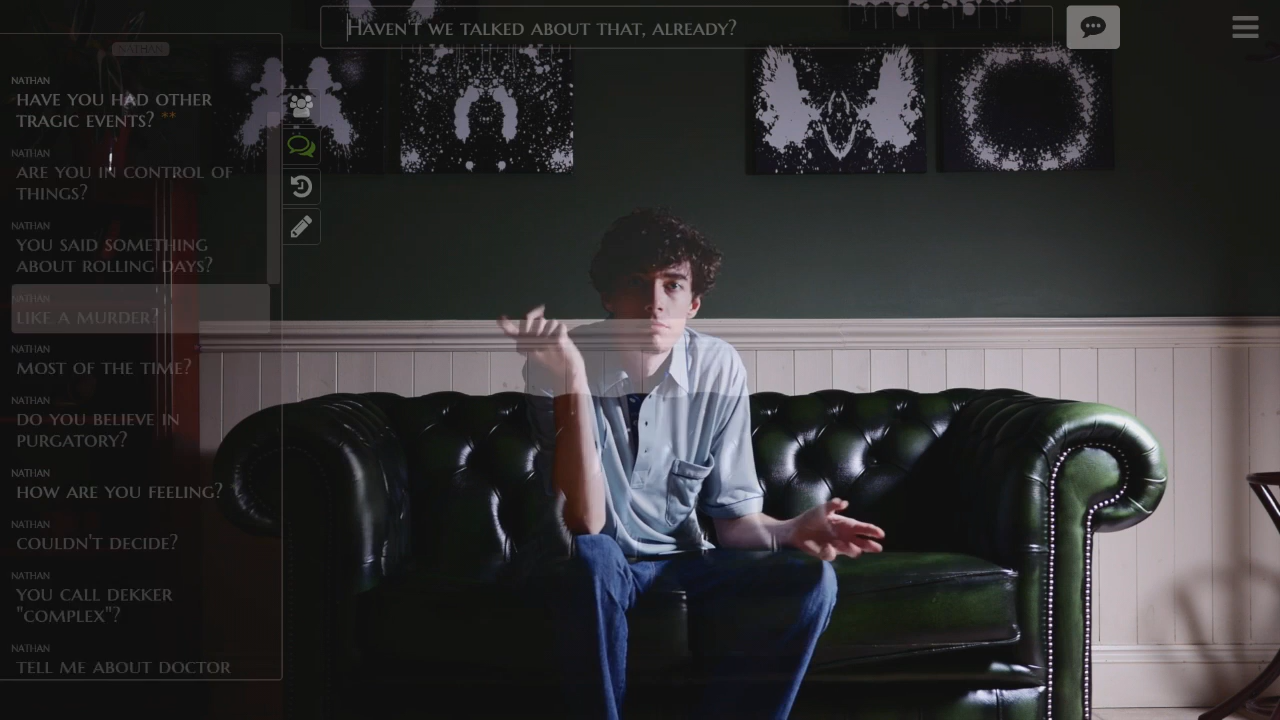 HAVEN'T WE TALKED ABOUT THAT, ALREADY?
NATHAN
NATHAN
HAVE YOU HAD OTHER
TRAGIC EVENTS? **
NATHAN
ARE YOU IN CONTROL OF
THINGS?
NATHAN
YOU SAID SOMETHING
ABOUT ROLLING DAYS?
NATHAN
LIKE A MURDER?
NATHAN
MOST OF THE TIME?
NATHAN
DO YOU BELIEVE IN
PURGATORY?
NATHAN
HOW ARE YOU FEELING?
NATHAN
COULDN'T DECIDE?
NATHAN
YOU CALL DEKKER
"COMPLEX"?
NATHAN
TELL ME ABOUT DOCTOR